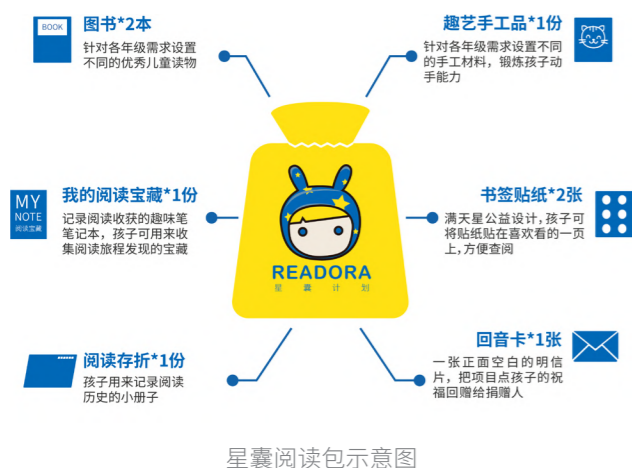 BOOK
图书*2本
针对各年级需求设置
不同的优秀儿童读物
趣艺手工品*1份
针对各年级需求设置不同
的手工材料，锻炼孩子动
手能力
MY
NOTE
阅读宝藏
我的阅读宝藏*1份
记录阅读收获的趣味笔
笔记本，孩子可用来收
集阅读旅程发现的宝藏
书签贴纸*2张
满天星公益设计，孩子可
将贴纸贴在喜欢看的一页
上，方便查阅
READORA
星囊计划
阅读存折*1份
孩子用来记录阅读
历史的小册子
回音卡*1张
一张正面空白的明信
片，把项目点孩子的祝
福回赠给捐赠人
星囊阅读包示意图